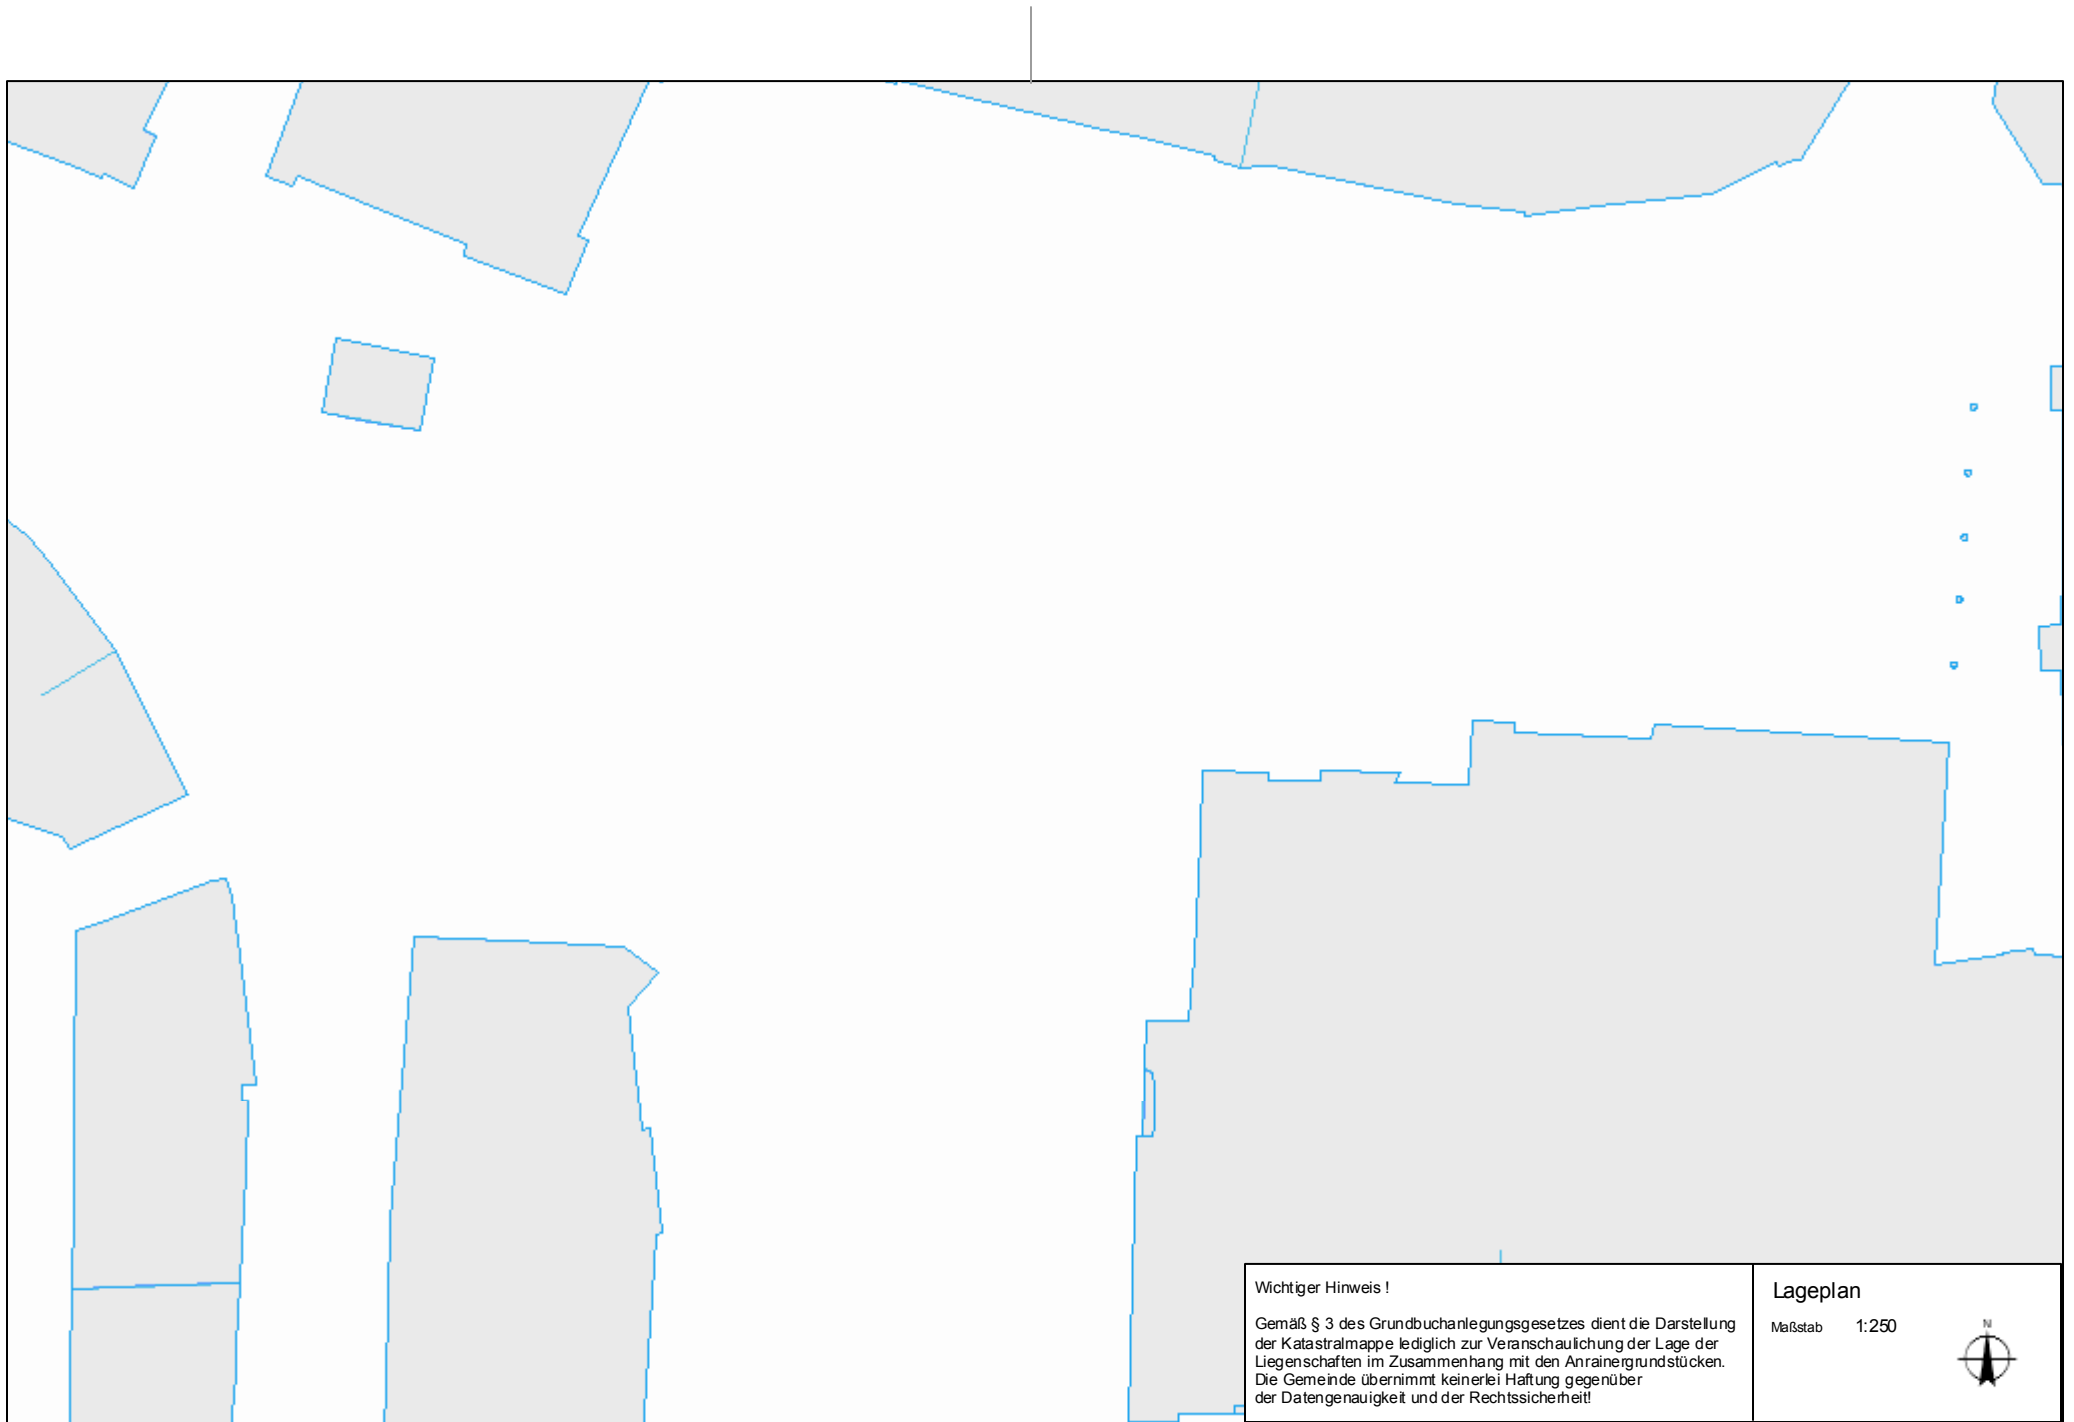 Wichtiger Hinweis !
Gemäß § 3 des Grundbuchanlegungsgesetzes dient die Darstellung
der Katastralmappe lediglich zur Veranschaulichung der Lage der
Liegenschaften im Zusammenhang mit den Anrainergrundstücken.
Die Gemeinde übernimmt keinerlei Haftung gegenüber
der Datengenauigkeit und der Rechtssicherheit!
Lageplan
Maßstab 1:250
N